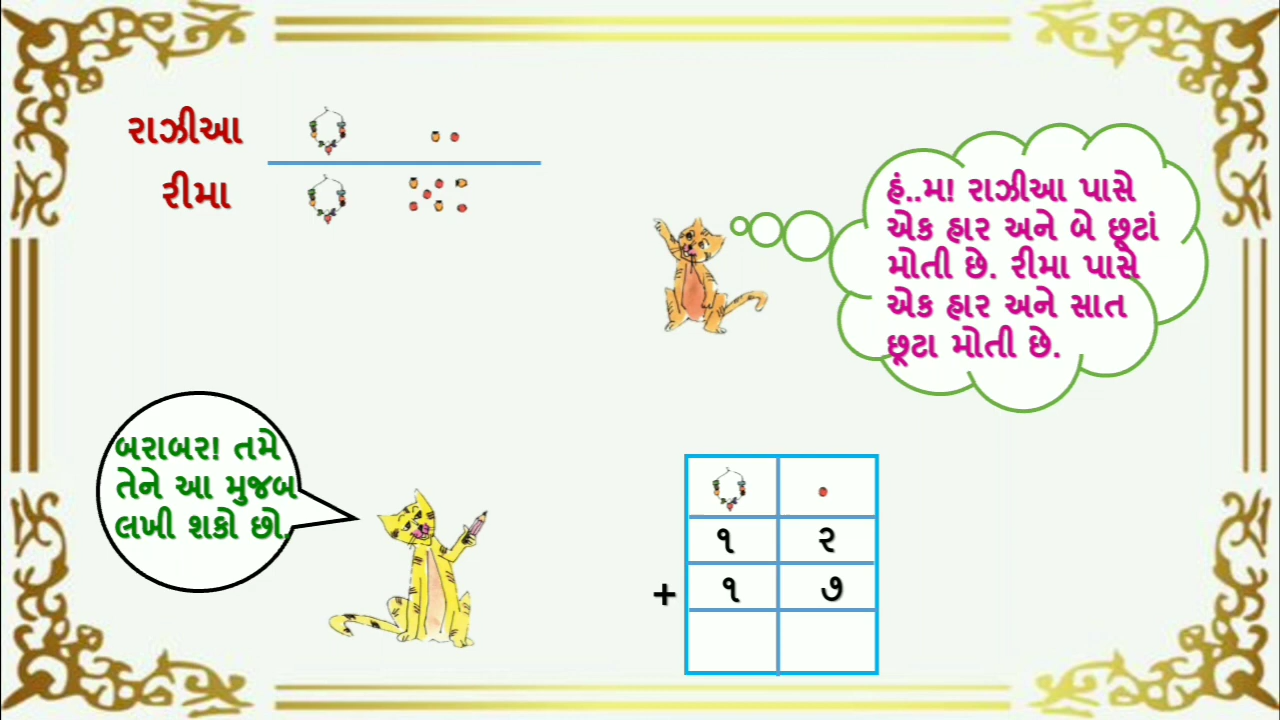 રાઝીઆ
રીમા
હં..મ! રાઝીઆ પાસે
એક હાર અને બે છૂટાં
મોતી છે. રીમા પાસે
એક હાર અને સાત
છૂટા મોતી છે.
બરાબર! તમે
તેને આ મુજબ
લખી શકો છો.
૧ ૨
+ ૧ ૭